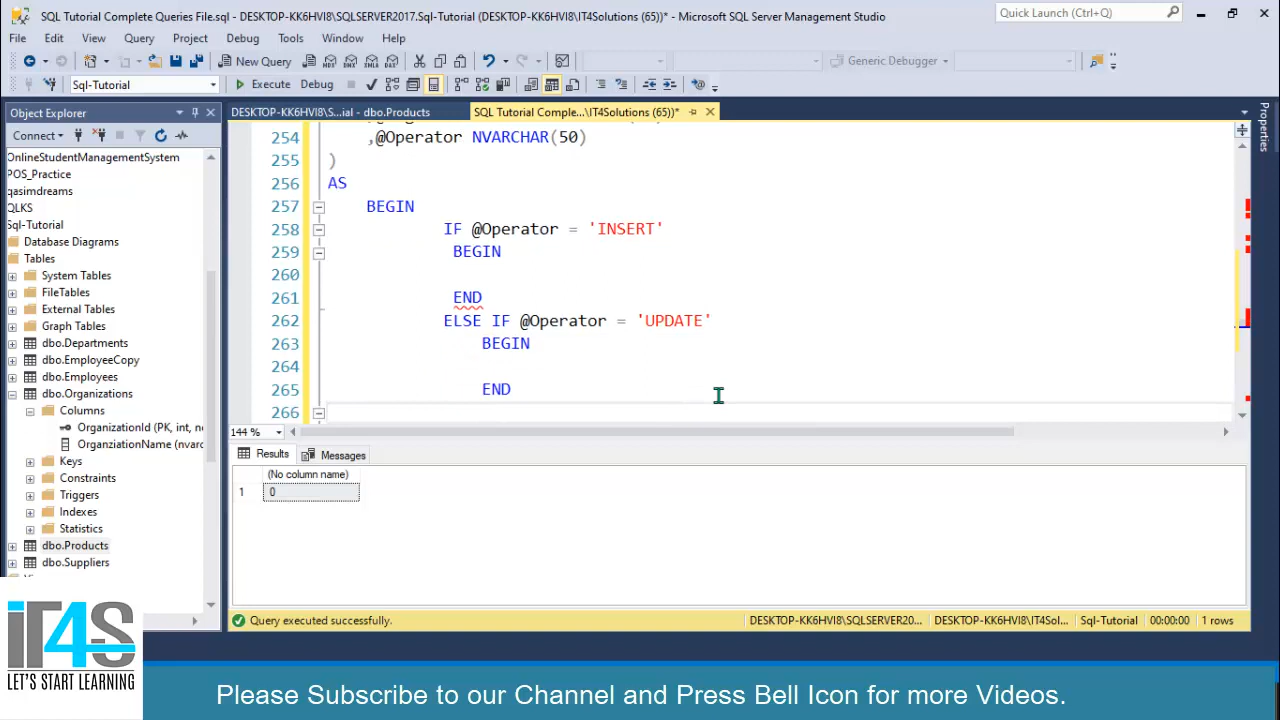 SQL Tutorial Complete Queries File.sql - DESKTOP-KK6HVI8\SQLSERVER2017.Sql-Tutorial (DESKTOP-KK6HVI8\IT4Solutions (65))* - Microsoft SQL Server Management Studio
Quick Launch (Ctrl+Q)
File Edit View Query Project Debug Tools Window Help
New Query
Generic Debugger
Sql-Tutorial
Execute Debug
Object Explorer
DESKTOP-KK6HVI8\S...ial - dbo.Products
SQL Tutorial Comple...\IT4Solutions (65))*
Properties
Connect
OnlineStudentManagementSystem
POS_Practice
qasimdreams
QLKS
Sql-Tutorial
Database Diagrams
Tables
System Tables
FileTables
External Tables
Graph Tables
dbo.Departments
dbo.EmployeeCopy
dbo.Employees
dbo.Organizations
Columns
OrganizationId (PK, int, n
OrganziationName (nvarc
Keys
Constraints
Triggers
Indexes
Statistics
dbo.Products
dbo.Suppliers
254 ,@Operator NVARCHAR(50)
255 )
256 AS
257 BEGIN
258 IF @Operator = 'INSERT'
259 BEGIN
260
261 END
262 ELSE IF @Operator = 'UPDATE'
263 BEGIN
264
265 END
266
144 %
Results Messages
(No column name)
1 0
Query executed successfully.
DESKTOP-KK6HVI8\SQLSERVER20... DESKTOP-KK6HVI8\IT4Sol... Sql-Tutorial 00:00:00 1 rows
iT4S
LET'S START LEARNING
Please Subscribe to our Channel and Press Bell Icon for more Videos.